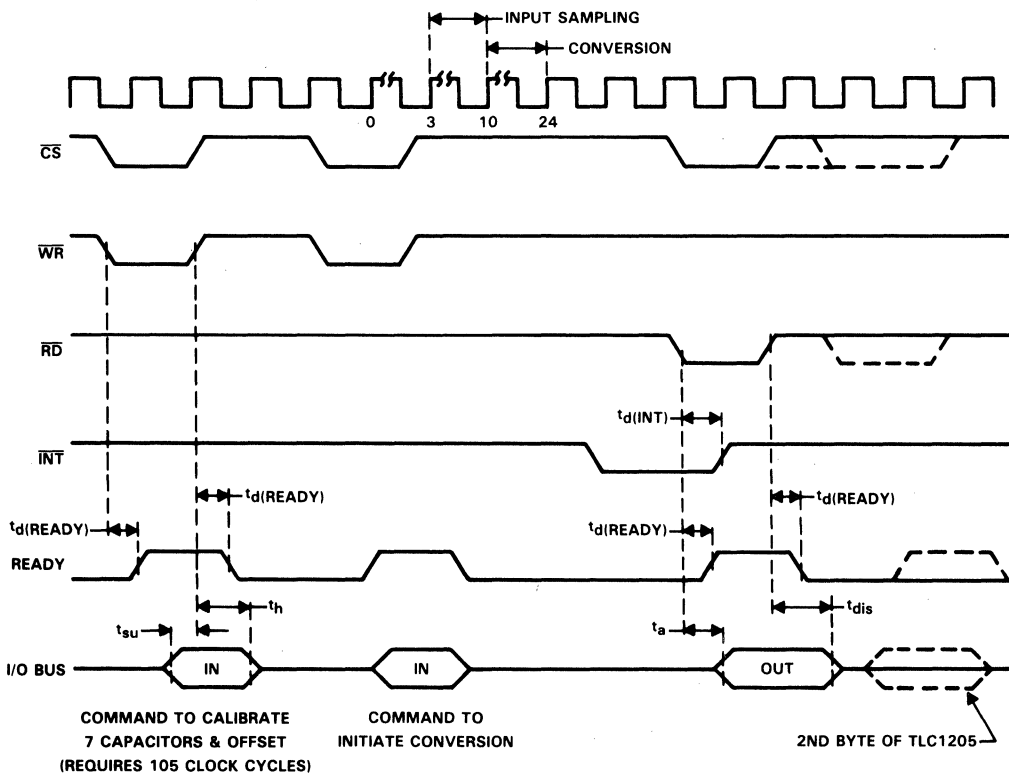 INPUT SAMPLING
CONVERSION
0 3 10 24
CS
WR
RD
td(INT)
INT
td(READY) td(READY)
td(READY) td(READY)
READY
th tdis
tsu ta
I/O BUS IN IN OUT
COMMAND TO CALIBRATE
7 CAPACITORS & OFFSET
(REQUIRES 105 CLOCK CYCLES)
COMMAND TO
INITIATE CONVERSION
2ND BYTE OF TLC1205